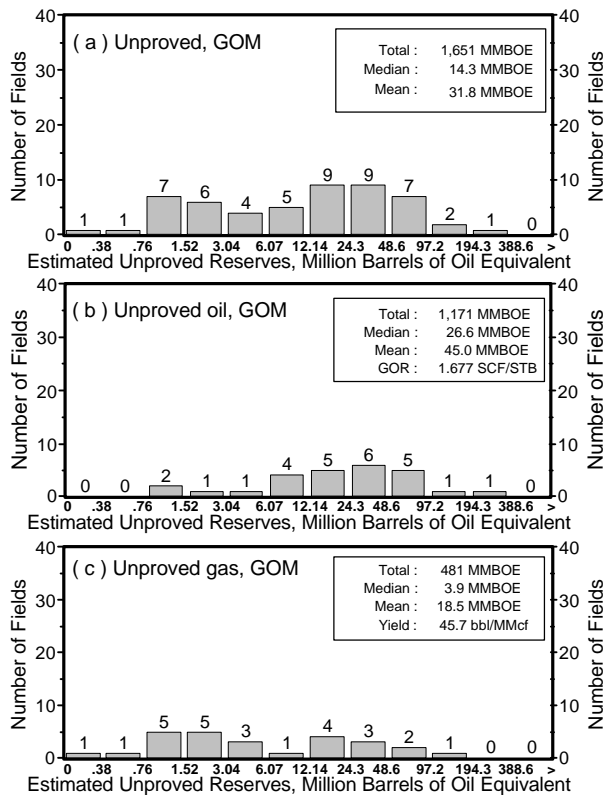 ( a ) Unproved, GOM
Total : 1,651 MMBOE
Median : 14.3 MMBOE
Mean : 31.8 MMBOE
Number of Fields
Number of Fields
40 40
30 30
20 20
10 10
0 0
1 1 7 6 4 5 9 9 7 2 1 0
0 .38 .76 1.52 3.04 6.07 12.14 24.3 48.6 97.2 194.3 388.6 >
Estimated Unproved Reserves, Million Barrels of Oil Equivalent
( b ) Unproved oil, GOM
Total : 1,171 MMBOE
Median : 26.6 MMBOE
Mean : 45.0 MMBOE
GOR : 1.677 SCF/STB
Number of Fields
Number of Fields
40 40
30 30
20 20
10 10
0 0
0 0 2 1 1 4 5 6 5 1 1 0
0 .38 .76 1.52 3.04 6.07 12.14 24.3 48.6 97.2 194.3 388.6 >
Estimated Unproved Reserves, Million Barrels of Oil Equivalent
( c ) Unproved gas, GOM
Total : 481 MMBOE
Median : 3.9 MMBOE
Mean : 18.5 MMBOE
Yield : 45.7 bbl/MMcf
Number of Fields
Number of Fields
40 40
30 30
20 20
10 10
0 0
1 1 5 5 3 1 4 3 2 1 0 0
0 .38 .76 1.52 3.04 6.07 12.14 24.3 48.6 97.2 194.3 388.6 >
Estimated Unproved Reserves, Million Barrels of Oil Equivalent